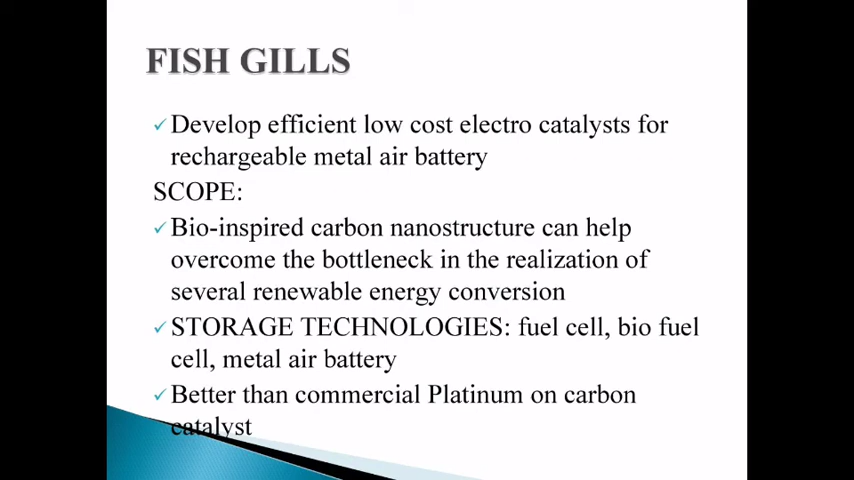 FISH GILLS
✓Develop efficient low cost electro catalysts for
rechargeable metal air battery
SCOPE:
✓Bio-inspired carbon nanostructure can help
overcome the bottleneck in the realization of
several renewable energy conversion
✓STORAGE TECHNOLOGIES: fuel cell, bio fuel
cell, metal air battery
✓Better than commercial Platinum on carbon
catalyst